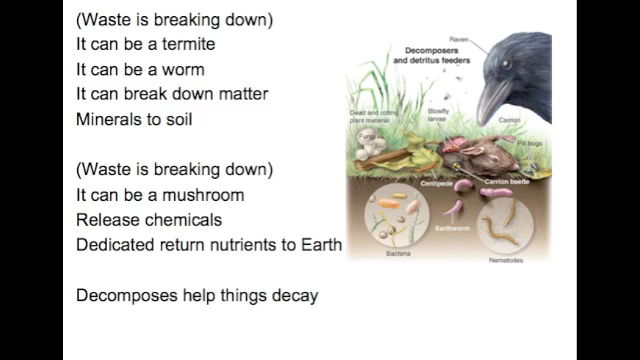 (Waste is breaking down)
It can be a termite
It can be a worm
It can break down matter
Minerals to soil
(Waste is breaking down)
It can be a mushroom
Release chemicals
Dedicated return nutrients to Earth
Decomposes help things decay
Raven
Decomposers
and detritus feeders
Dead and rotting
plant material
Blowfly
larvae
Carrion
Fungi
Pill bugs
Centipede
Carrion beetle
Earthworm
Bacteria
Nematodes